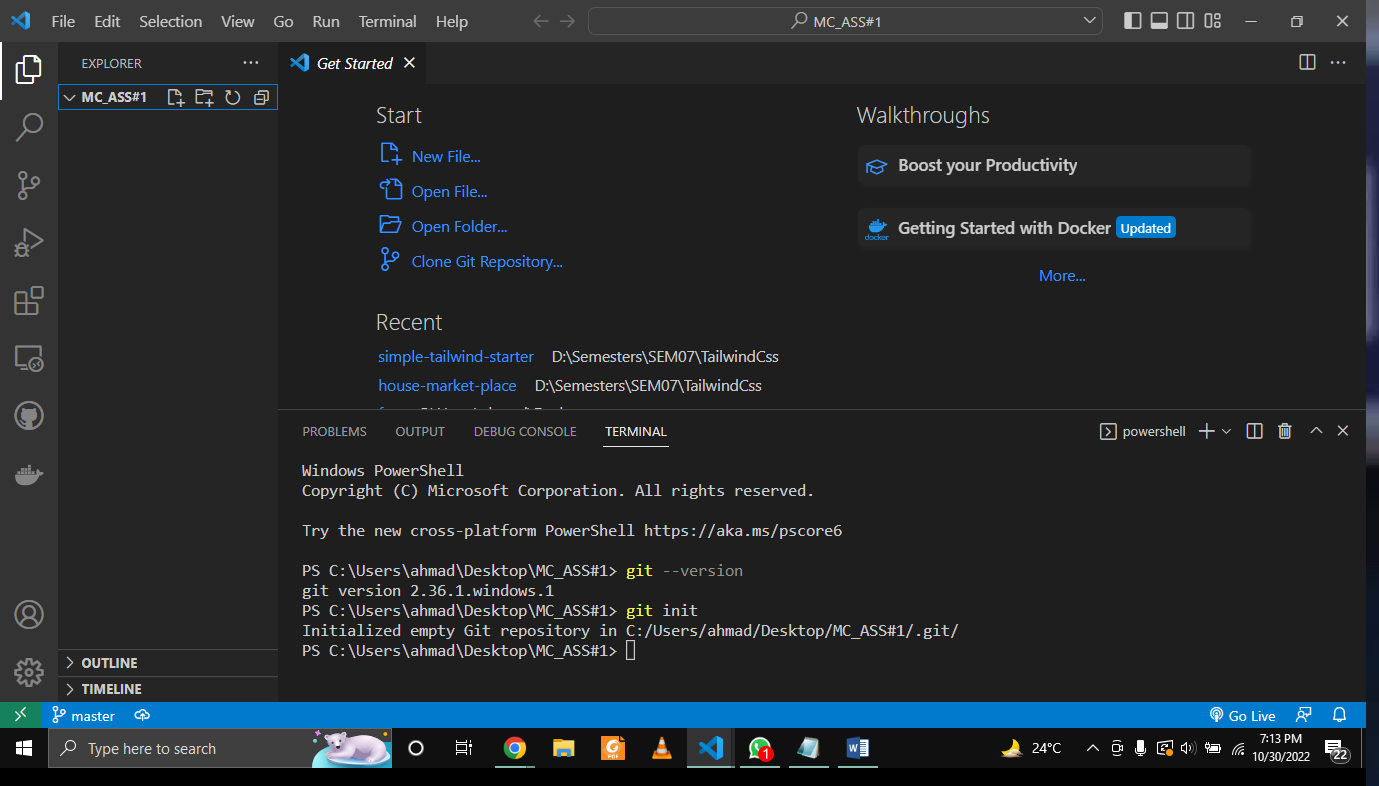 File Edit Selection View Go Run Terminal Help
MC_ASS#1
EXPLORER
MC_ASS#1
OUTLINE
TIMELINE
Get Started
Start
New File...
Open File...
Open Folder...
Clone Git Repository...
Recent
simple-tailwind-starter D:\Semesters\SEM07\TailwindCss
house-market-place D:\Semesters\SEM07\TailwindCss
Walkthroughs
Boost your Productivity
docker
Getting Started with Docker Updated
More...
PROBLEMS OUTPUT DEBUG CONSOLE TERMINAL
powershell
Windows PowerShell
Copyright (C) Microsoft Corporation. All rights reserved.
Try the new cross-platform PowerShell https://aka.ms/pscore6
PS C:\Users\ahmad\Desktop\MC_ASS#1> git --version
git version 2.36.1.windows.1
PS C:\Users\ahmad\Desktop\MC_ASS#1> git init
Initialized empty Git repository in C:/Users/ahmad/Desktop/MC_ASS#1/.git/
PS C:\Users\ahmad\Desktop\MC_ASS#1>
master
Go Live
Type here to search
PDF
1
24°C
7:13 PM
10/30/2022
22